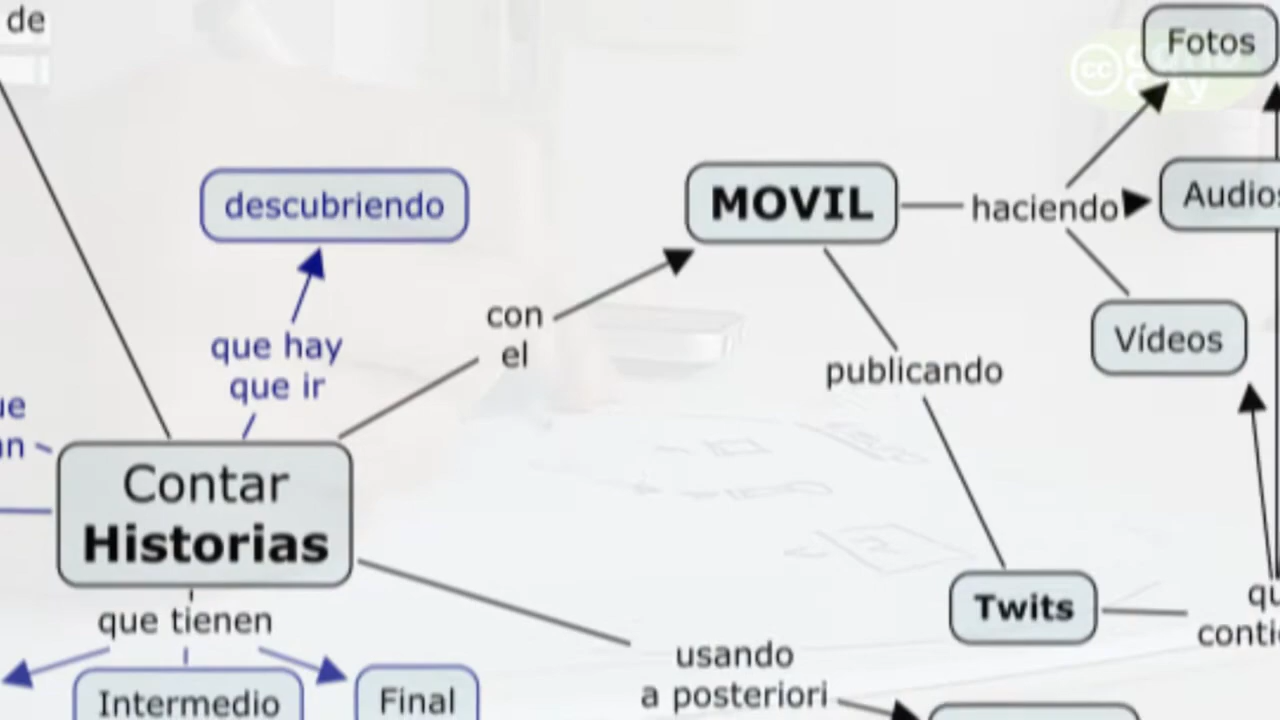 de
Fotos
descubriendo
MOVIL
haciendo
Audios
que hay
que ir
con
el
Vídeos
publicando
Contar
Historias
que tienen
Twits
usando
a posteriori
Intermedio
Final